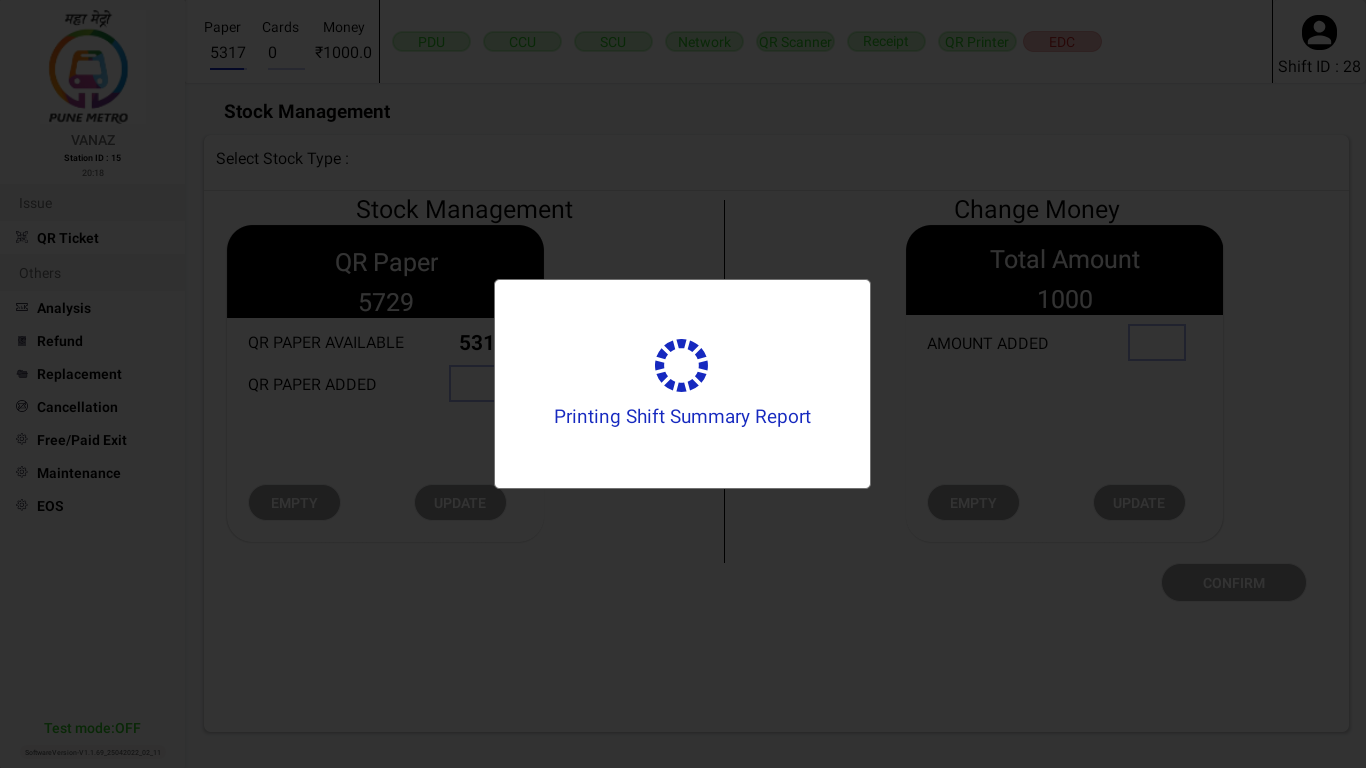 महा मेट्रो
PUNE METRO
VANAZ
Station ID : 15
20:18
Issue
QR Ticket
Others
Analysis
Refund
Replacement
Cancellation
Free/Paid Exit
Maintenance
EOS
Test mode:OFF
Paper Cards Money
5317 0 ₹1000.0
PDU CCU SCU Network QR Scanner Receipt QR Printer EDC
Shift ID : 28
Stock Management
Select Stock Type :
Stock Management
QR Paper
5729
QR PAPER AVAILABLE 531
QR PAPER ADDED
EMPTY UPDATE
Change Money
Total Amount
1000
AMOUNT ADDED
EMPTY UPDATE
CONFIRM
Printing Shift Summary Report